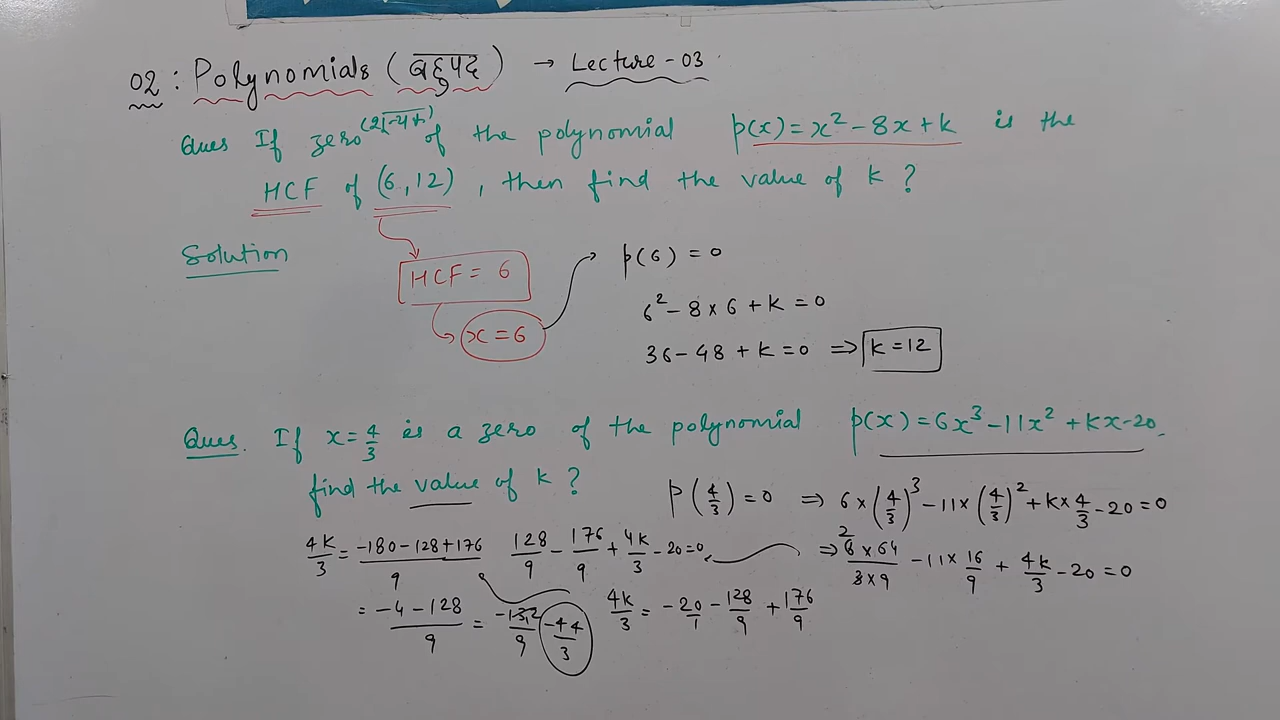 02 : Polynomials (बहुपद) → Lecture - 03
Ques If zero (शून्यक) of the polynomial p(x) = x² - 8x + k is the
HCF of (6, 12), then find the value of k ?
Solution
HCF = 6
x = 6
p(6) = 0
6² - 8 × 6 + k = 0
36 - 48 + k = 0 ⇒ k = 12
Ques. If x = 4/3 is a zero of the polynomial p(x) = 6x³ - 11x² + kx - 20,
find the value of k ?
p(4/3) = 0 ⇒ 6 × (4/3)³ - 11 × (4/3)² + k × 4/3 - 20 = 0
⇒ 6 × 64 / 3 × 9 - 11 × 16/9 + 4k/3 - 20 = 0
2
128/9 - 176/9 + 4k/3 - 20 = 0
4k/3 = -20/1 - 128/9 + 176/9
4k/3 = -180 - 128 + 176 / 9
= -4 - 128 / 9 = -132/9 -44/3